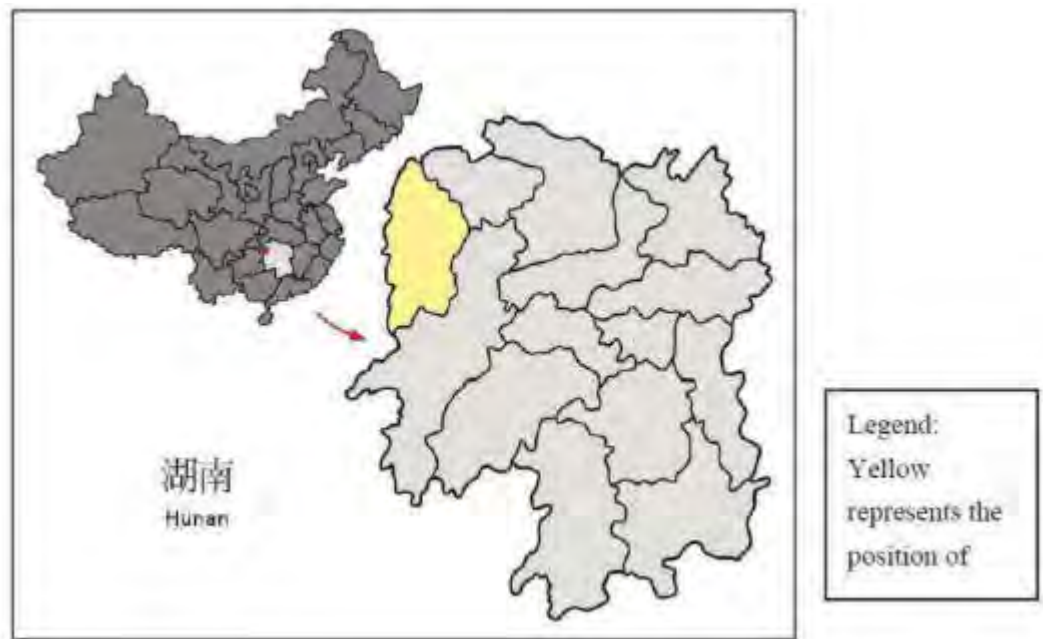 湖南
Hunan
Legend:
Yellow
represents the
position of